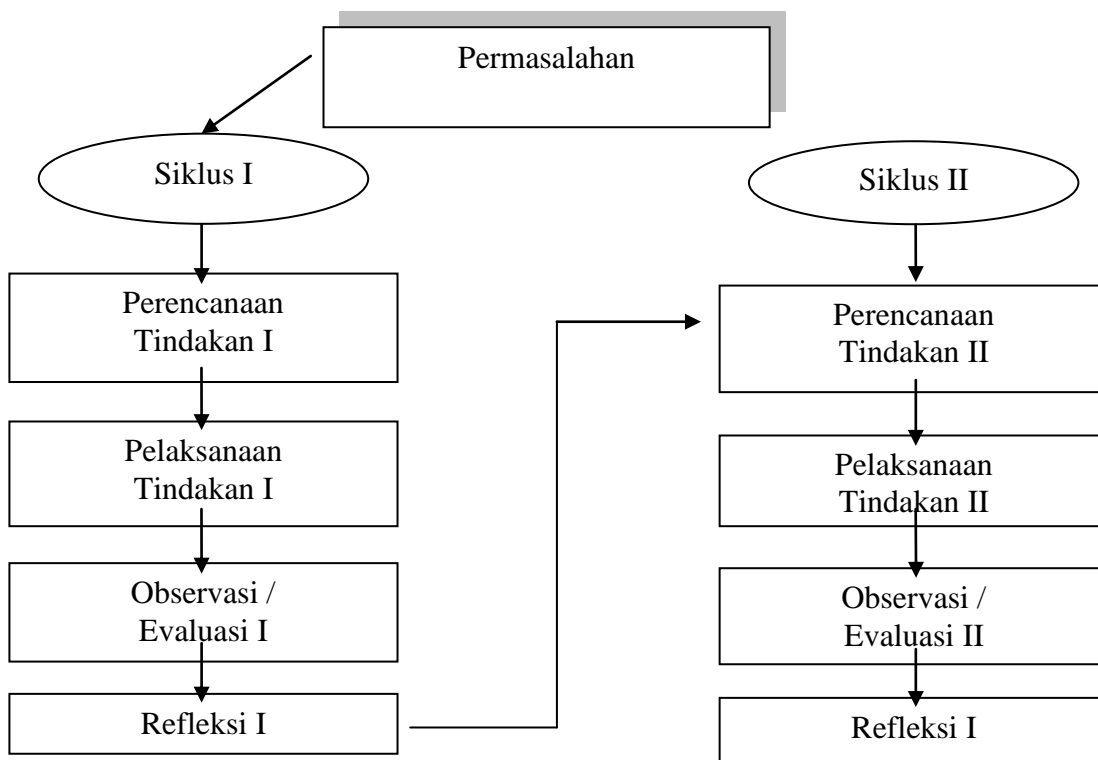 Permasalahan
Siklus I
Perencanaan
Tindakan I
Pelaksanaan
Tindakan I
Observasi /
Evaluasi I
Refleksi I
Siklus II
Perencanaan
Tindakan II
Pelaksanaan
Tindakan II
Observasi /
Evaluasi II
Refleksi I